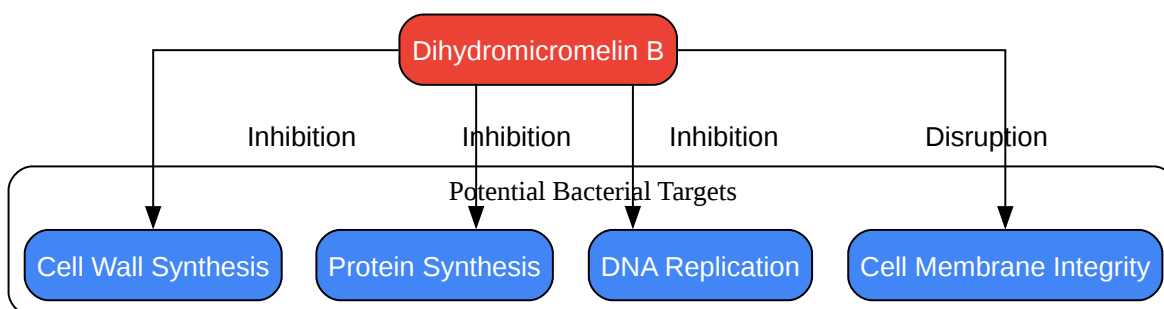 Dihydromicromelin B
Inhibition Inhibition Inhibition Disruption
Potential Bacterial Targets
Cell Wall Synthesis Protein Synthesis DNA Replication Cell Membrane Integrity